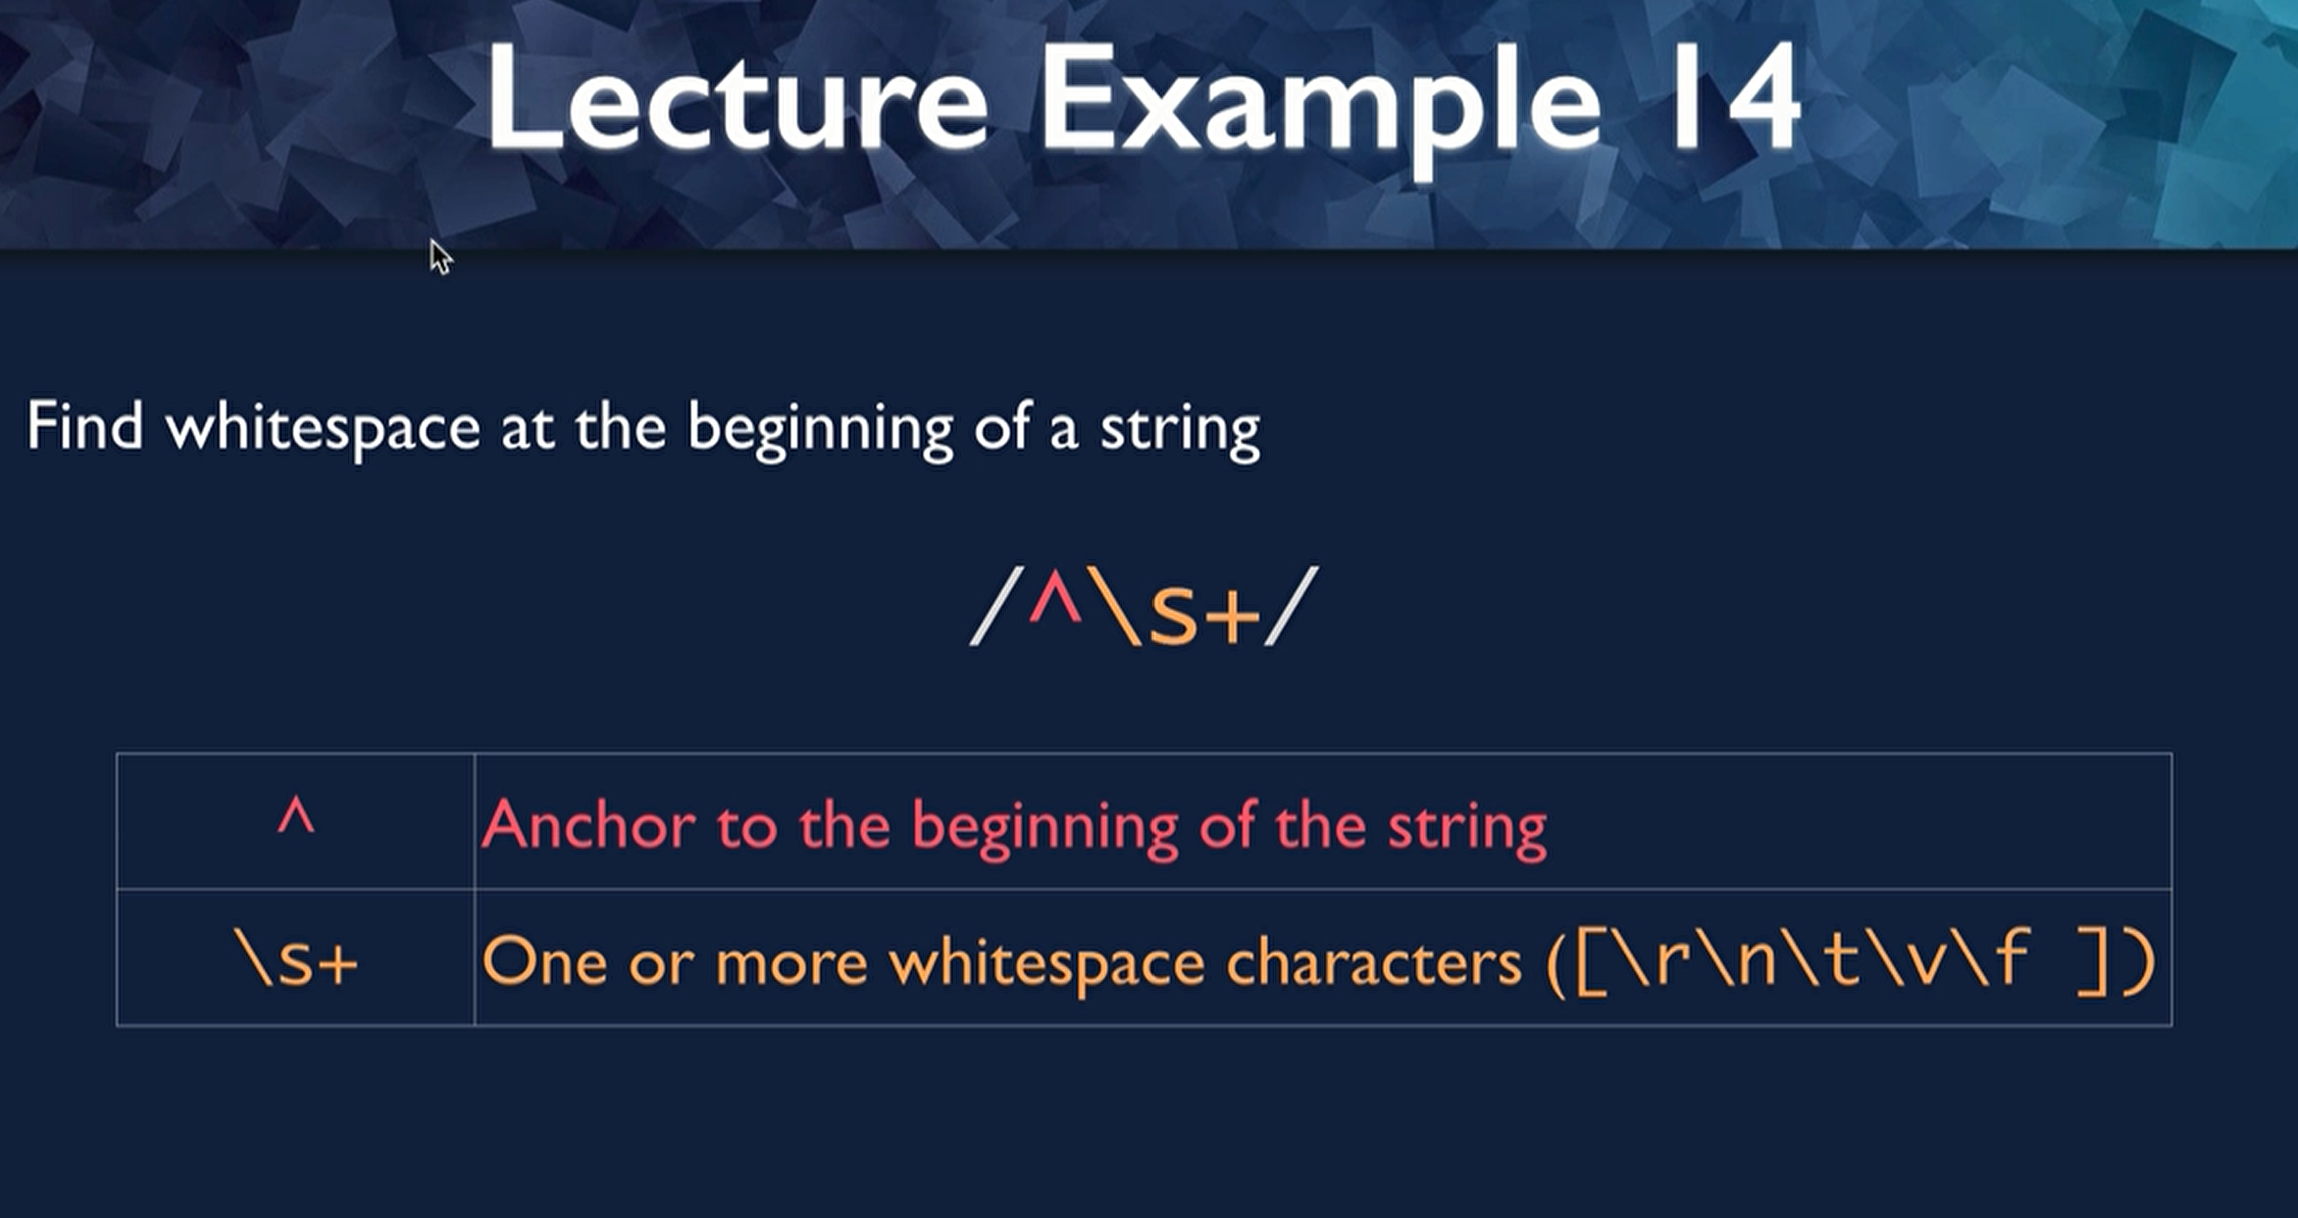 Lecture Example 14
Find whitespace at the beginning of a string
/^\s+/
^ Anchor to the beginning of the string
\s+ One or more whitespace characters ([\r\n\t\v\f ])